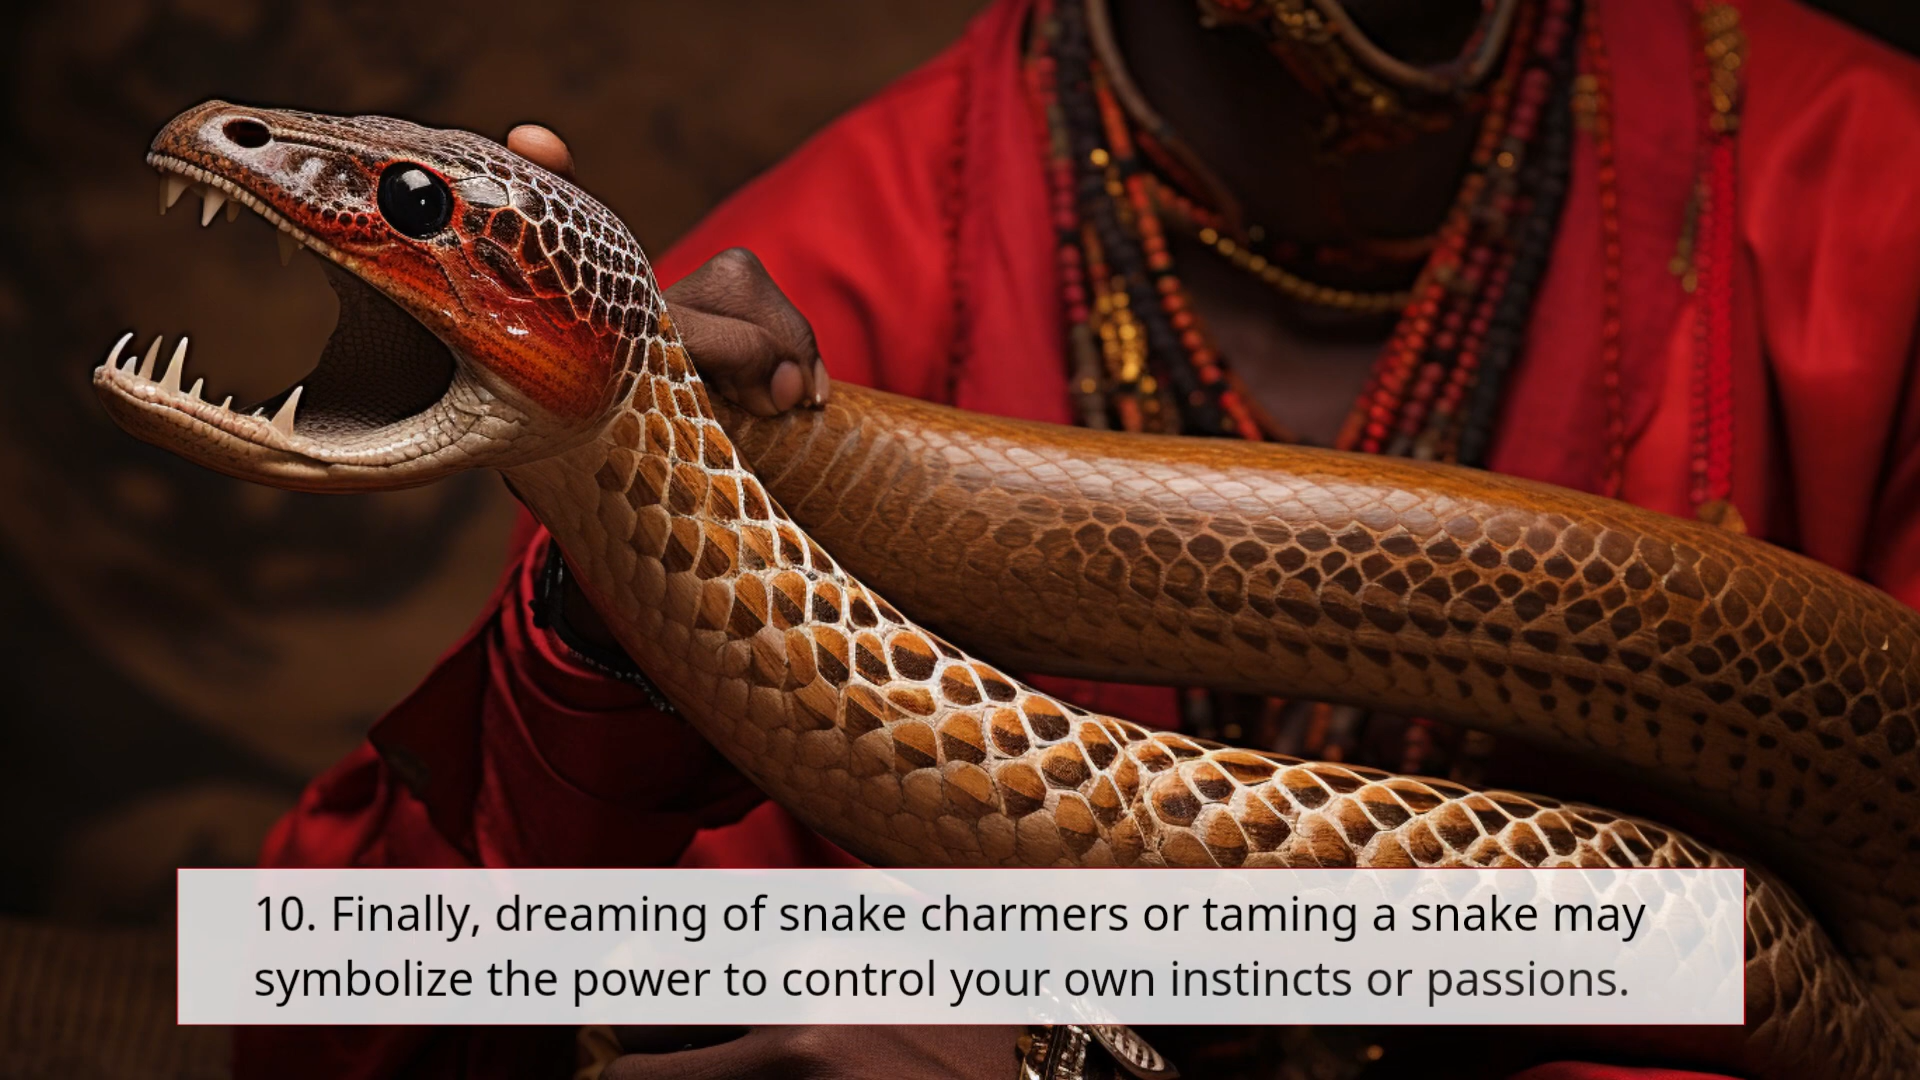 10. Finally, dreaming of snake charmers or taming a snake may
symbolize the power to control your own instincts or passions.